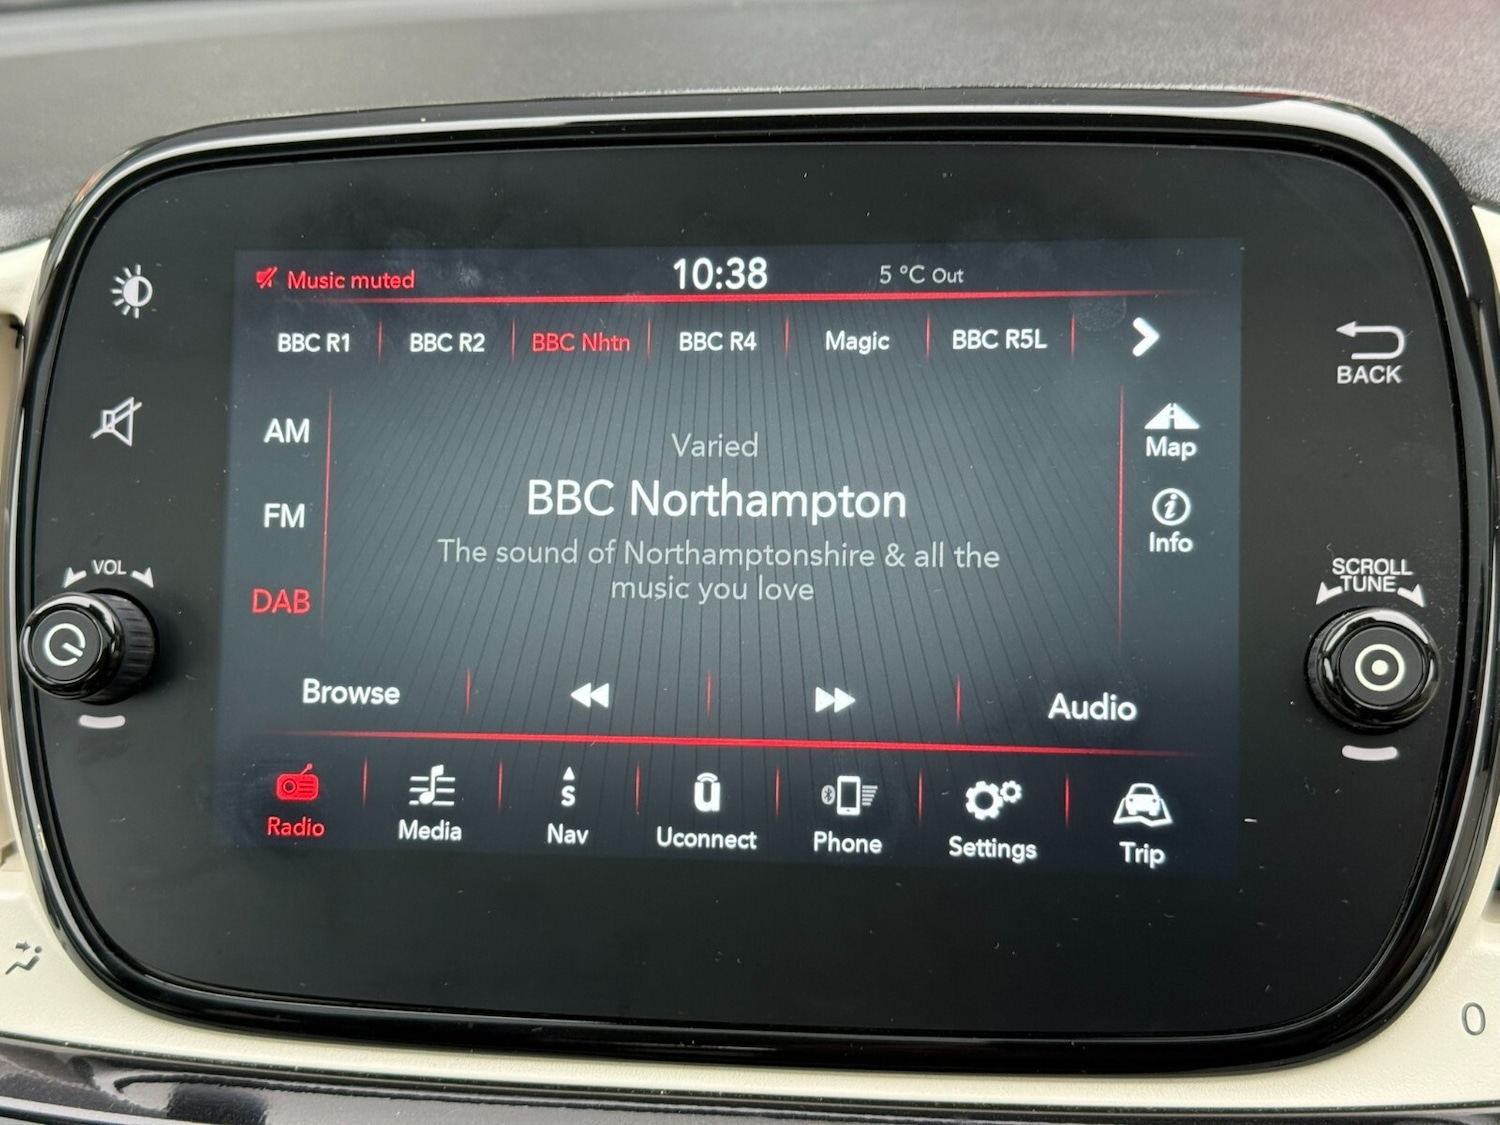 Music muted 10:38 5 °C Out
BBC R1 BBC R2 BBC Nhtn BBC R4 Magic BBC R5L
BACK
AM
FM
DAB
Varied
BBC Northampton
The sound of Northamptonshire & all the
music you love
Map
Info
VOL
SCROLL
TUNE
Browse Audio
Radio Media Nav Uconnect Phone Settings Trip
S
u
0